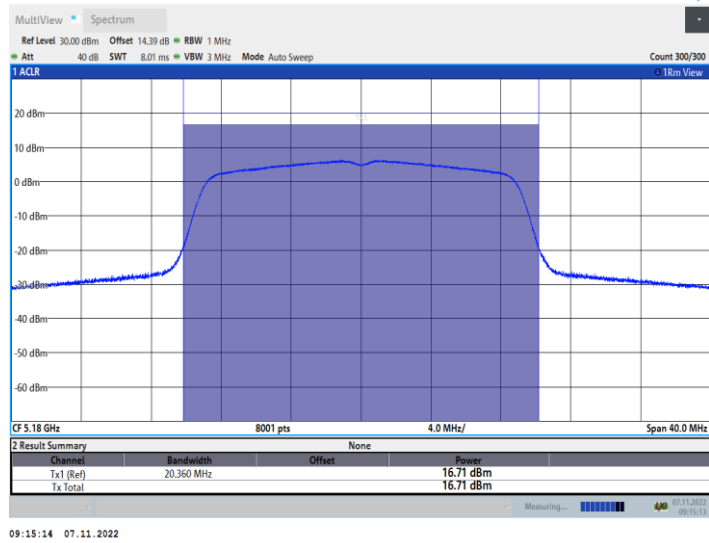 MultiView Spectrum
Ref Level 30.00 dBm Offset 14.39 dB RBW 1 MHz
Att 40 dB SWT 8.01 ms VBW 3 MHz Mode Auto Sweep Count 300/300
1 ACLR 1Rm View
20 dBm
10 dBm
0 dBm
-10 dBm
-20 dBm
-30 dBm
-40 dBm
-50 dBm
-60 dBm
CF 5.18 GHz 8001 pts 4.0 MHz/ Span 40.0 MHz
2 Result Summary None
Channel Bandwidth Offset Power
Tx1 (Ref) 20.360 MHz 16.71 dBm
Tx Total 16.71 dBm
Measuring... 07.11.2022
09:15:13
09:15:14 07.11.2022